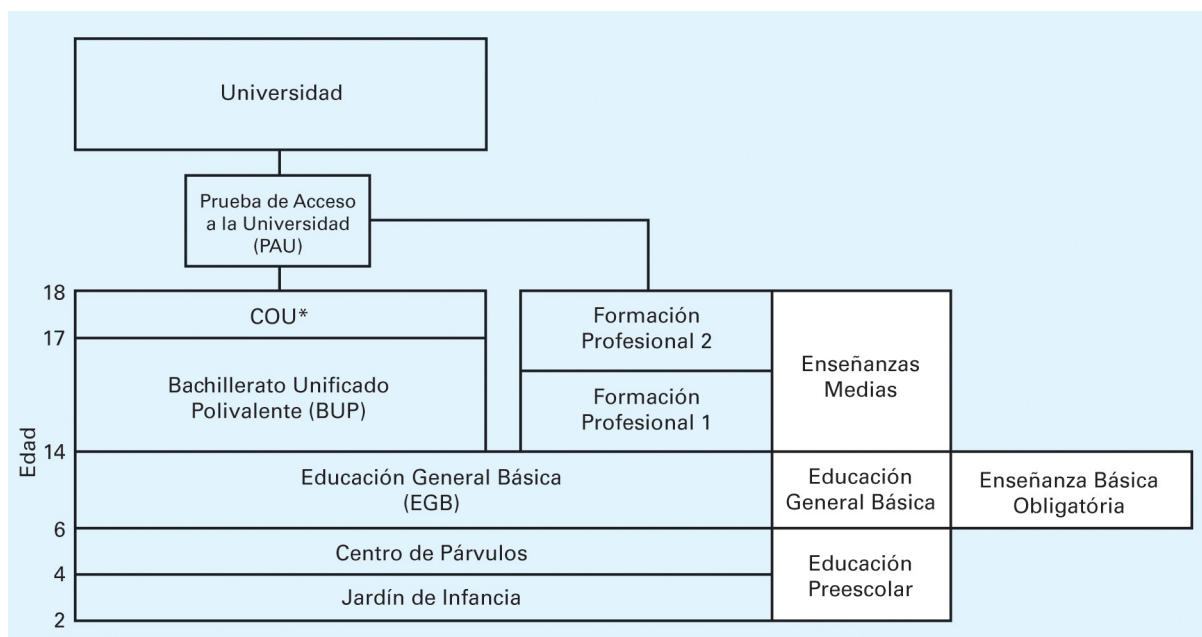 Universidad
Prueba de Acceso
a la Universidad
(PAU)
18
COU*
17
Bachillerato Unificado
Polivalente (BUP)
Formación
Profesional 2
Formación
Profesional 1
Enseñanzas
Medias
Edad
14
Educación General Básica
(EGB)
Educación
General Básica
Enseñanza Básica
Obligatória
6
Centro de Párvulos
4
Jardín de Infancia
Educación
Preescolar
2